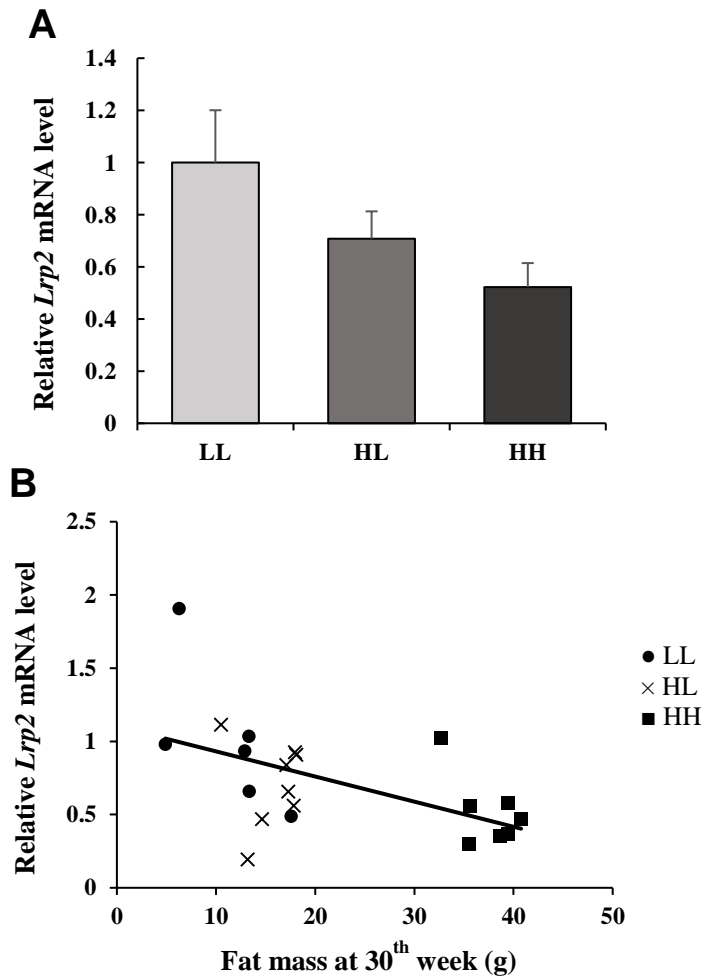 A
Relative Lrp2 mRNA level
1.4
1.2
1
0.8
0.6
0.4
0.2
0
LL HL HH
B
Relative Lrp2 mRNA level
2.5
2
1.5
1
0.5
0
0 10 20 30 40 50
Fat mass at 30th week (g)
LL
HL
HH